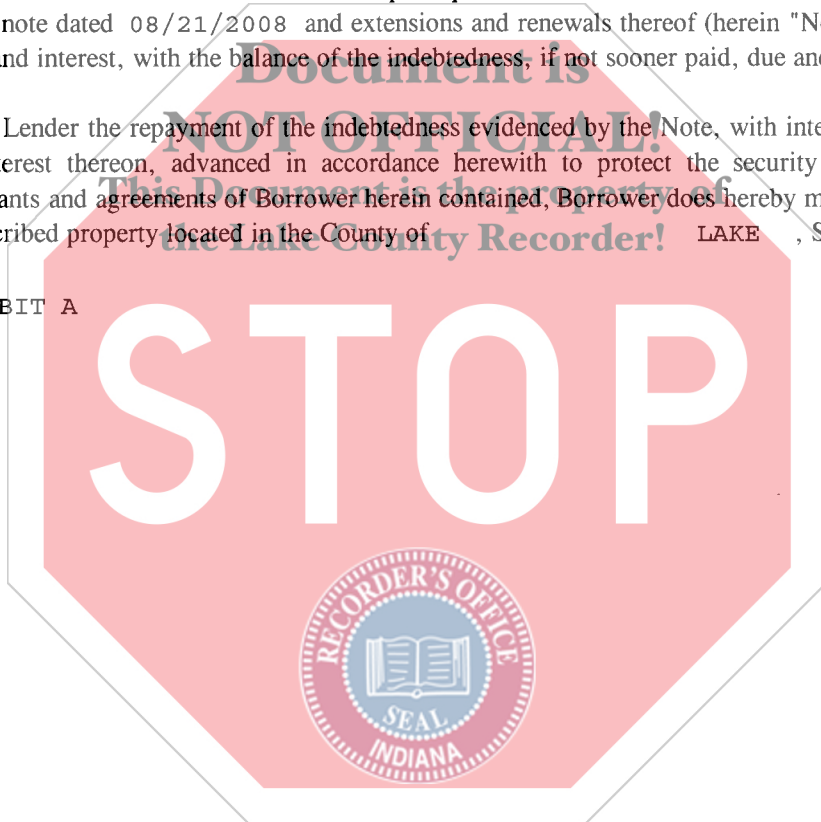 note dated 08/21/2008 and extensions and renewals thereof (herein "N
nd interest, with the balance of the indebtedness, if not sooner paid, due and
Document is
NOT OFFICIAL!
Lender the repayment of the indebtedness evidenced by the Note, with inte
erest thereon, advanced in accordance herewith to protect the security
This Document is the property of
ants and agreements of Borrower herein contained, Borrower does hereby m
the Lake County Recorder!
cribed property located in the County of LAKE , S
BIT A
STOP
RECORDER'S OFFICE
SEAL
INDIANA